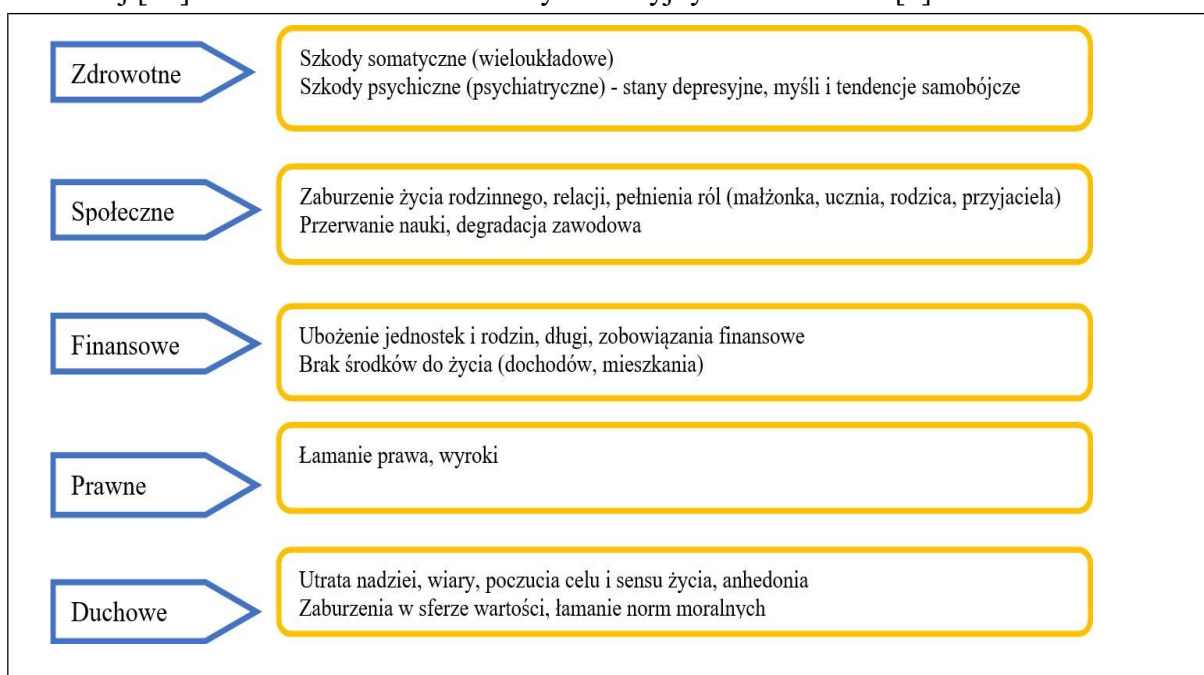 Zdrowotne
Szkody somatyczne (wieloukładowe)
Szkody psychiczne (psychiatryczne) - stany depresyjne, myśli i tendencje samobójcze
Społeczne
Zaburzenie życia rodzinnego, relacji, pełnienia ról (małżonka, ucznia, rodzica, przyjaciela)
Przerwanie nauki, degradacja zawodowa
Finansowe
Ubożenie jednostek i rodzin, długi, zobowiązania finansowe
Brak środków do życia (dochodów, mieszkania)
Prawne
Łamanie prawa, wyroki
Duchowe
Utrata nadziei, wiary, poczucia celu i sensu życia, anhedonia
Zaburzenia w sferze wartości, łamanie norm moralnych